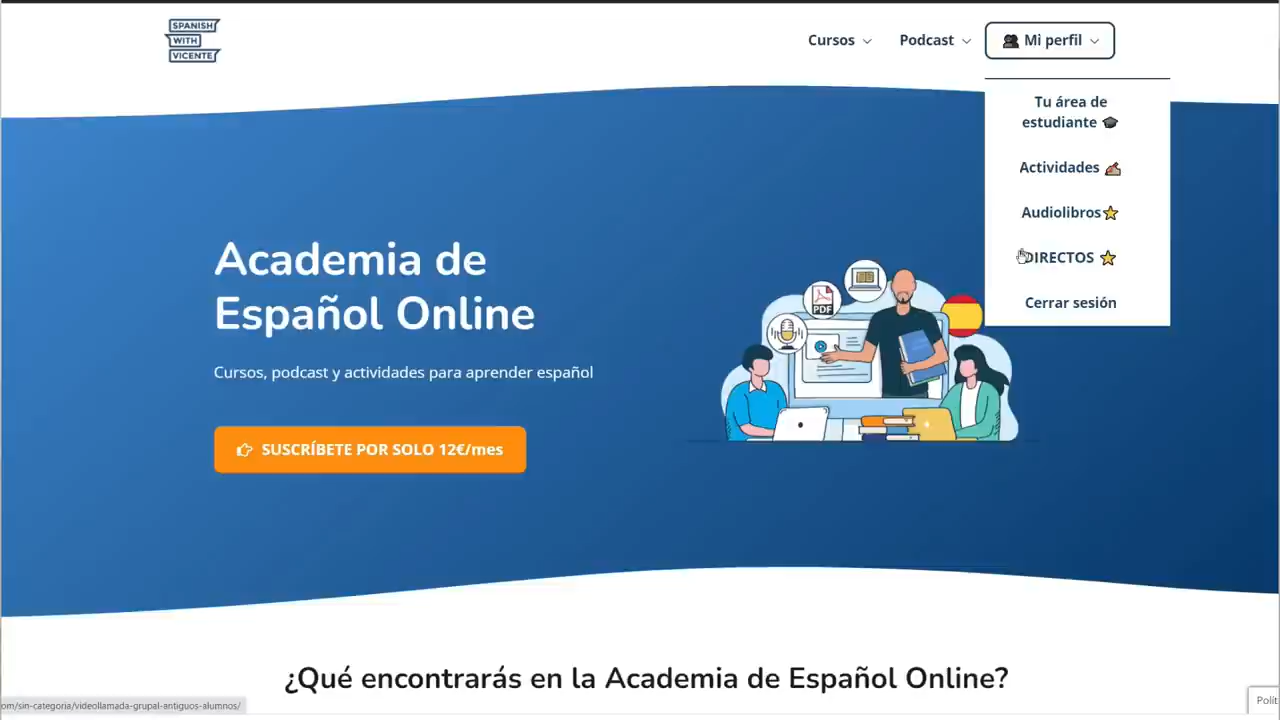 SPANISH
WITH
VICENTE
Cursos
Podcast
Mi perfil
Tu área de
estudiante
Actividades
Audiolibros
DIRECTOS
Cerrar sesión
Academia de
Español Online
Cursos, podcast y actividades para aprender español
SUSCRÍBETE POR SOLO 12€/mes
PDF
¿Qué encontrarás en la Academia de Español Online?
om/sin-categoria/videollamada-grupal-antiguos-alumnos/
Polít